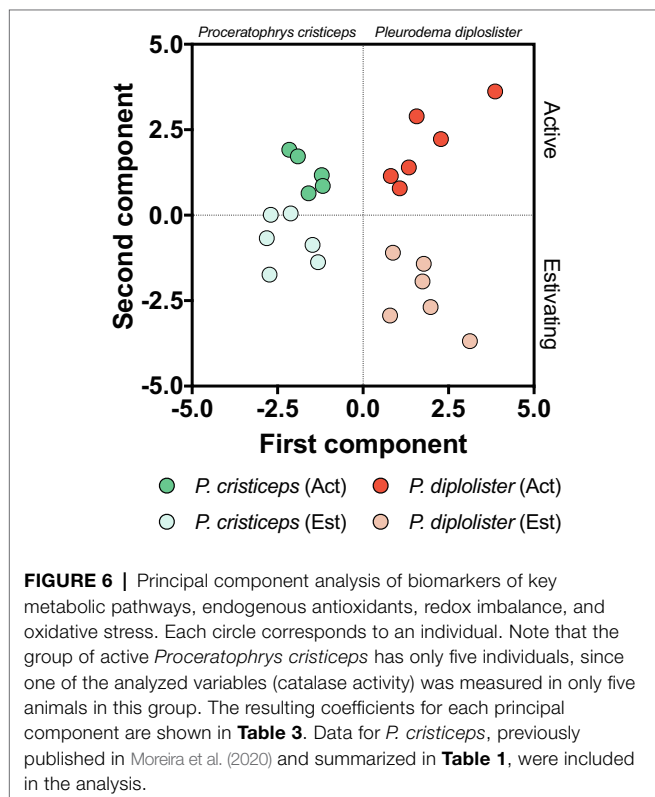 Proceratophrys cristiceps Pleurodema diploslister
5.0
2.5
0.0
-2.5
-5.0
Second component
Active
Estivating
-5.0 -2.5 0.0 2.5 5.0
First component
P. cristiceps (Act) P. diplolister (Act)
P. cristiceps (Est) P. diplolister (Est)
FIGURE 6 | Principal component analysis of biomarkers of key
metabolic pathways, endogenous antioxidants, redox imbalance, and
oxidative stress. Each circle corresponds to an individual. Note that the
group of active Proceratophrys cristiceps has only five individuals, since
one of the analyzed variables (catalase activity) was measured in only five
animals in this group. The resulting coefficients for each principal
component are shown in Table 3. Data for P. cristiceps, previously
published in Moreira et al. (2020) and summarized in Table 1, were included
in the analysis.